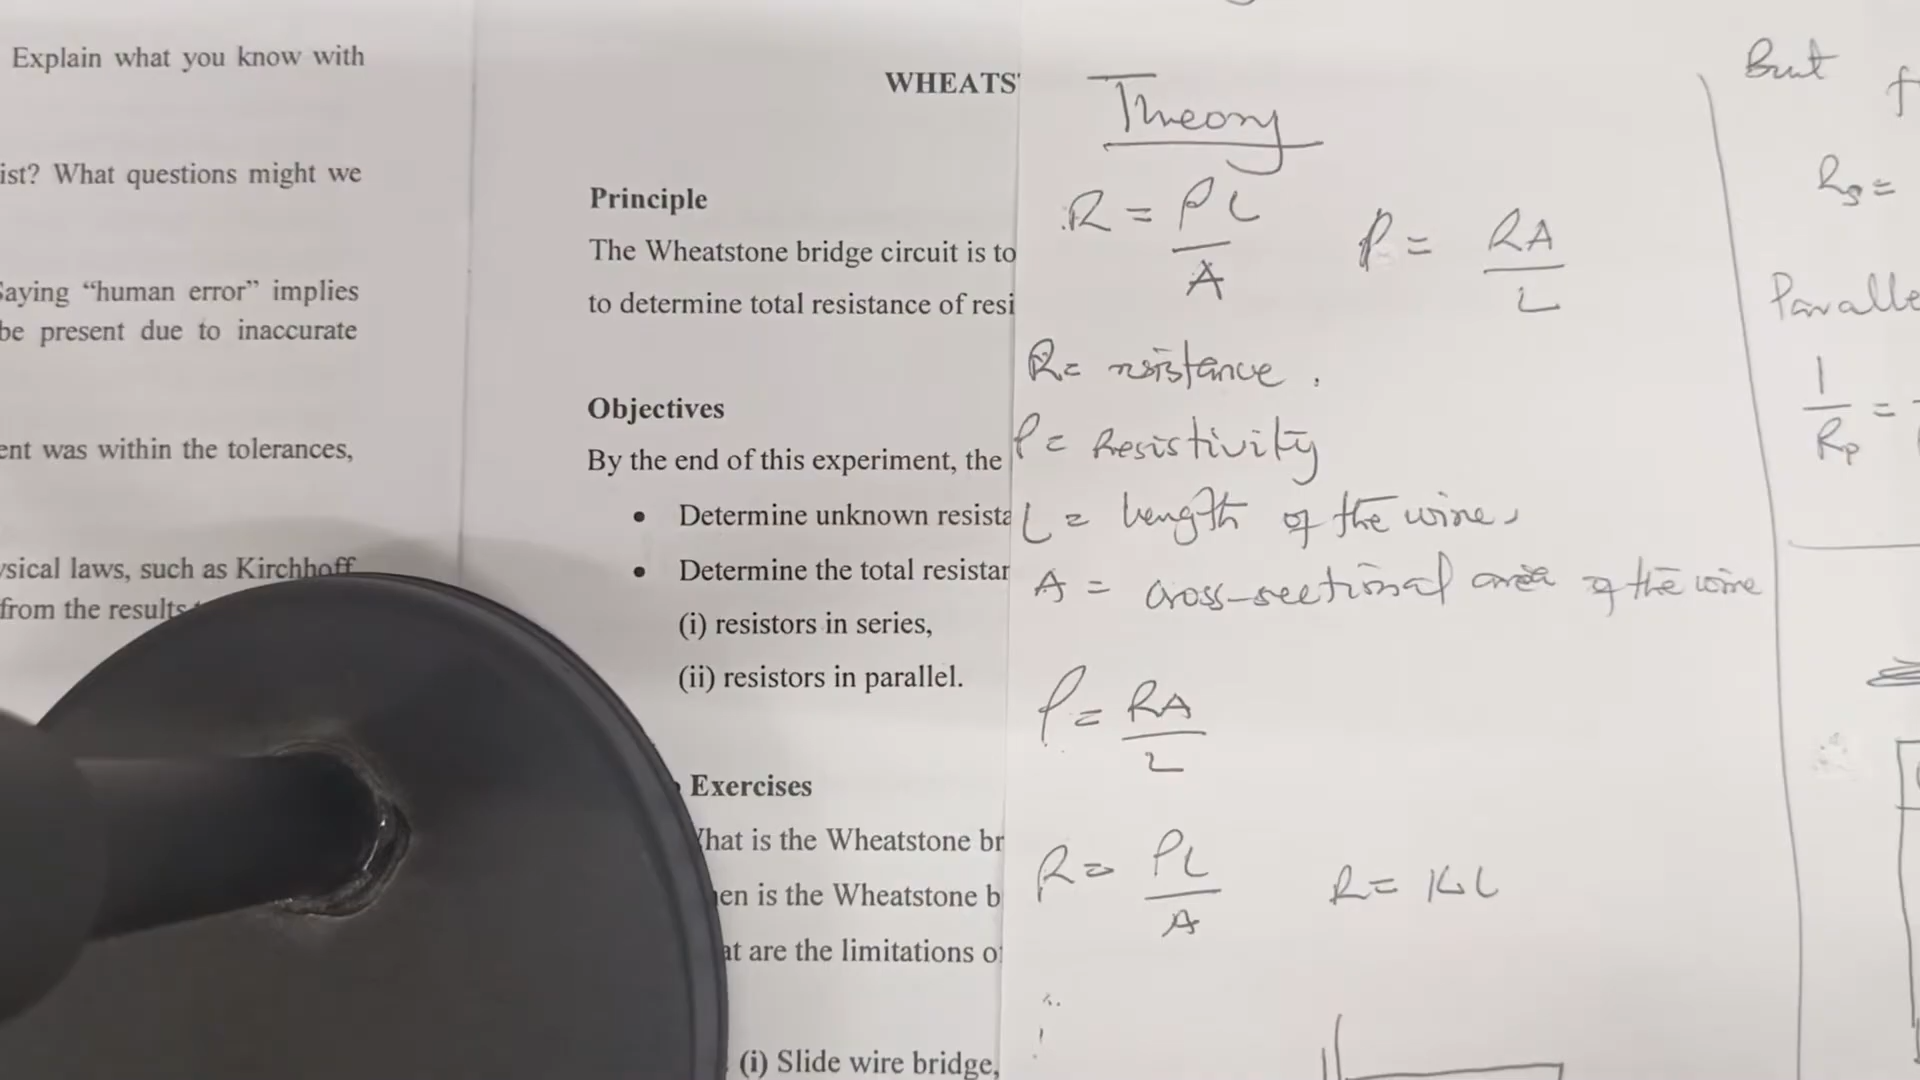 Explain what you know with
ist? What questions might we
Saying “human error” implies
be present due to inaccurate
ent was within the tolerances,
ysical laws, such as Kirchhoff
from the results
WHEATS
Principle
The Wheatstone bridge circuit is to
to determine total resistance of resi
Objectives
By the end of this experiment, the
• Determine unknown resista
• Determine the total resistar
(i) resistors in series,
(ii) resistors in parallel.
Exercises
hat is the Wheatstone br
en is the Wheatstone b
at are the limitations o
(i) Slide wire bridge,
Theory
R = ρL/A ρ = RA/L
R= resistance.
ρ= Resistivity
L = length of the wire,
A = cross-sectional area of the wire
ρ= RA/L
R= ρL/A R= KL
But f
Rs=
Paralle
1/Rp =